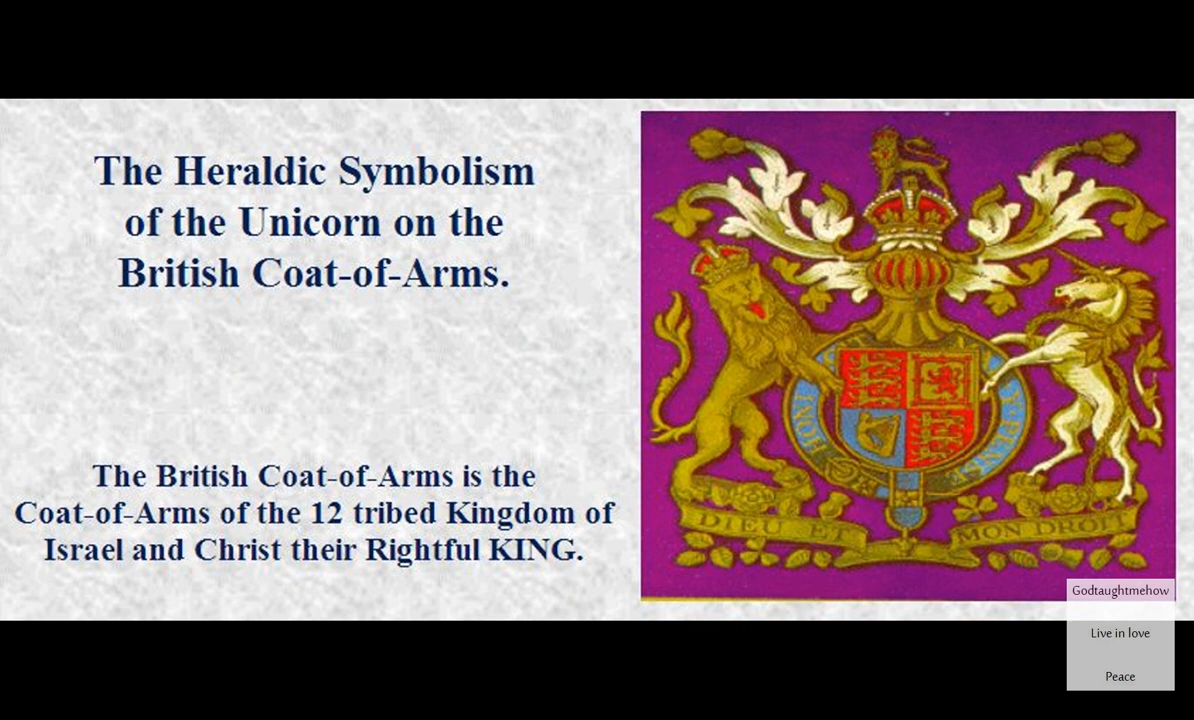 The Heraldic Symbolism
of the Unicorn on the
British Coat-of-Arms.
The British Coat-of-Arms is the
Coat-of-Arms of the 12 tribed Kingdom of
Israel and Christ their Rightful KING.
HONI
Y·PENSE
DIEU ET
MON DROIT
Godtaughtmehow
Live in love
Peace